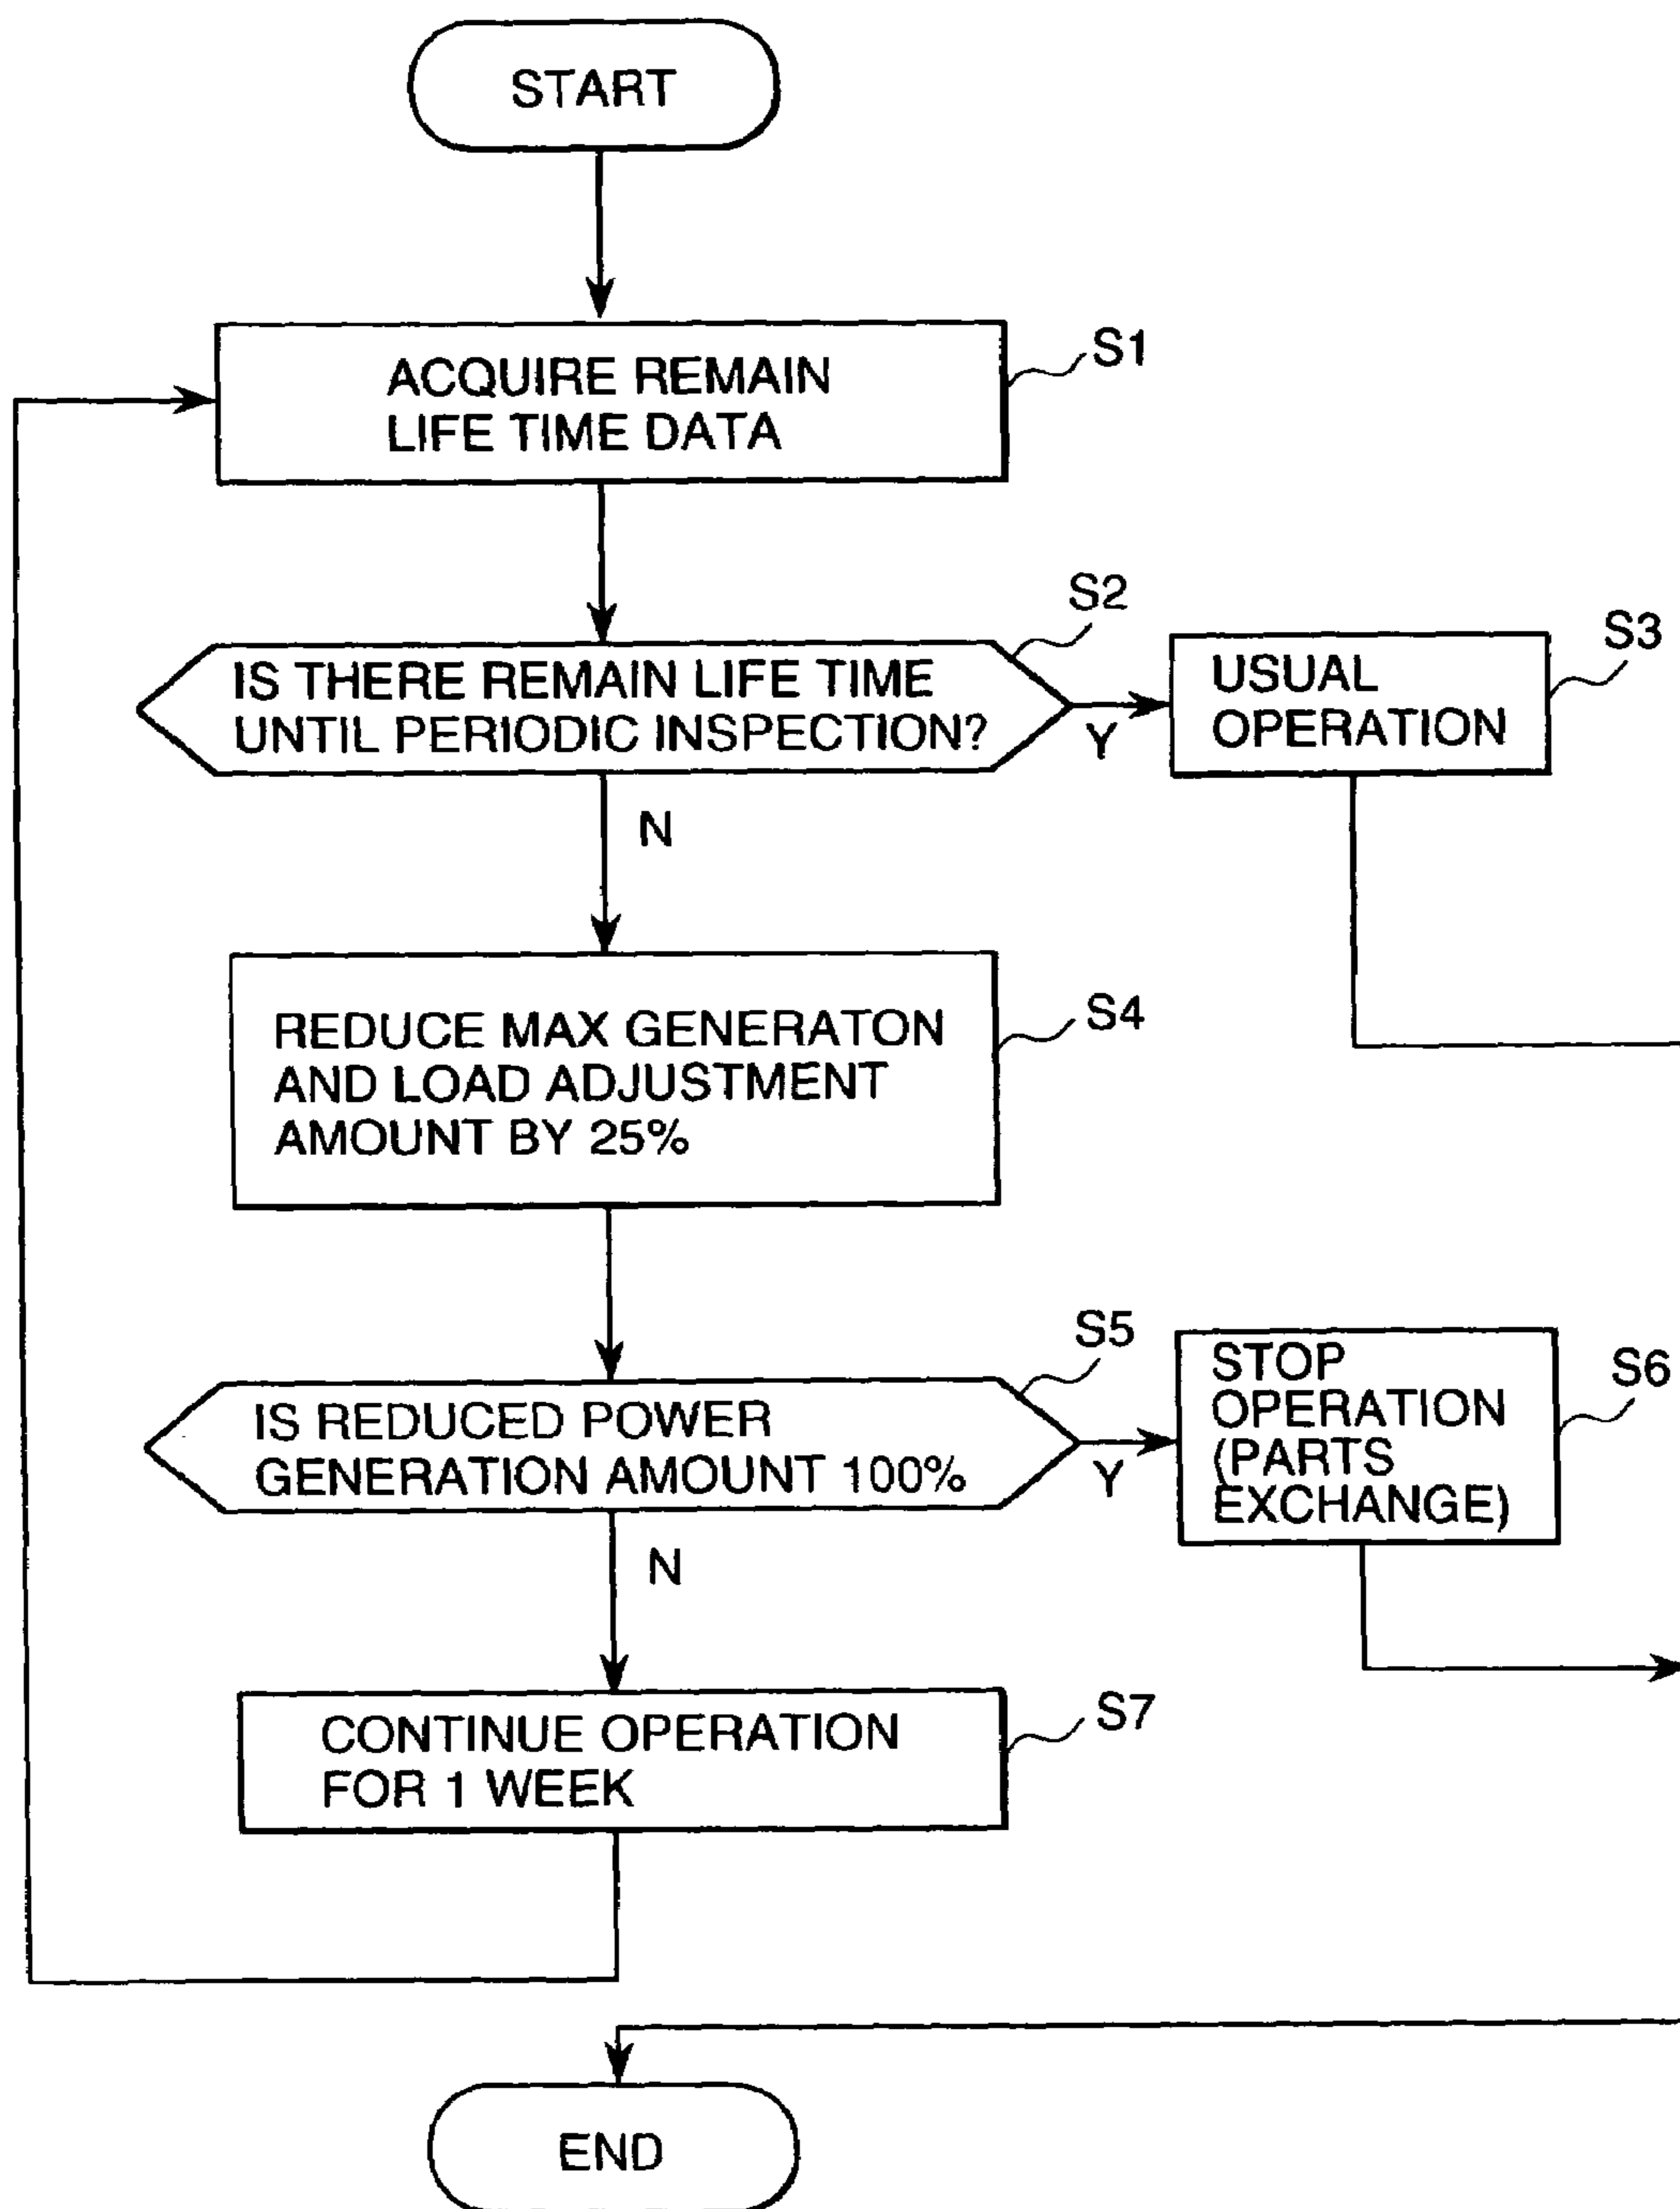 START
ACQUIRE REMAIN
LIFE TIME DATA
S1
IS THERE REMAIN LIFE TIME
UNTIL PERIODIC INSPECTION?
S2
Y
USUAL
OPERATION
S3
N
REDUCE MAX GENERATON
AND LOAD ADJUSTMENT
AMOUNT BY 25%
S4
IS REDUCED POWER
GENERATION AMOUNT 100%
S5
Y
STOP
OPERATION
(PARTS
EXCHANGE)
S6
N
CONTINUE OPERATION
FOR 1 WEEK
S7
END